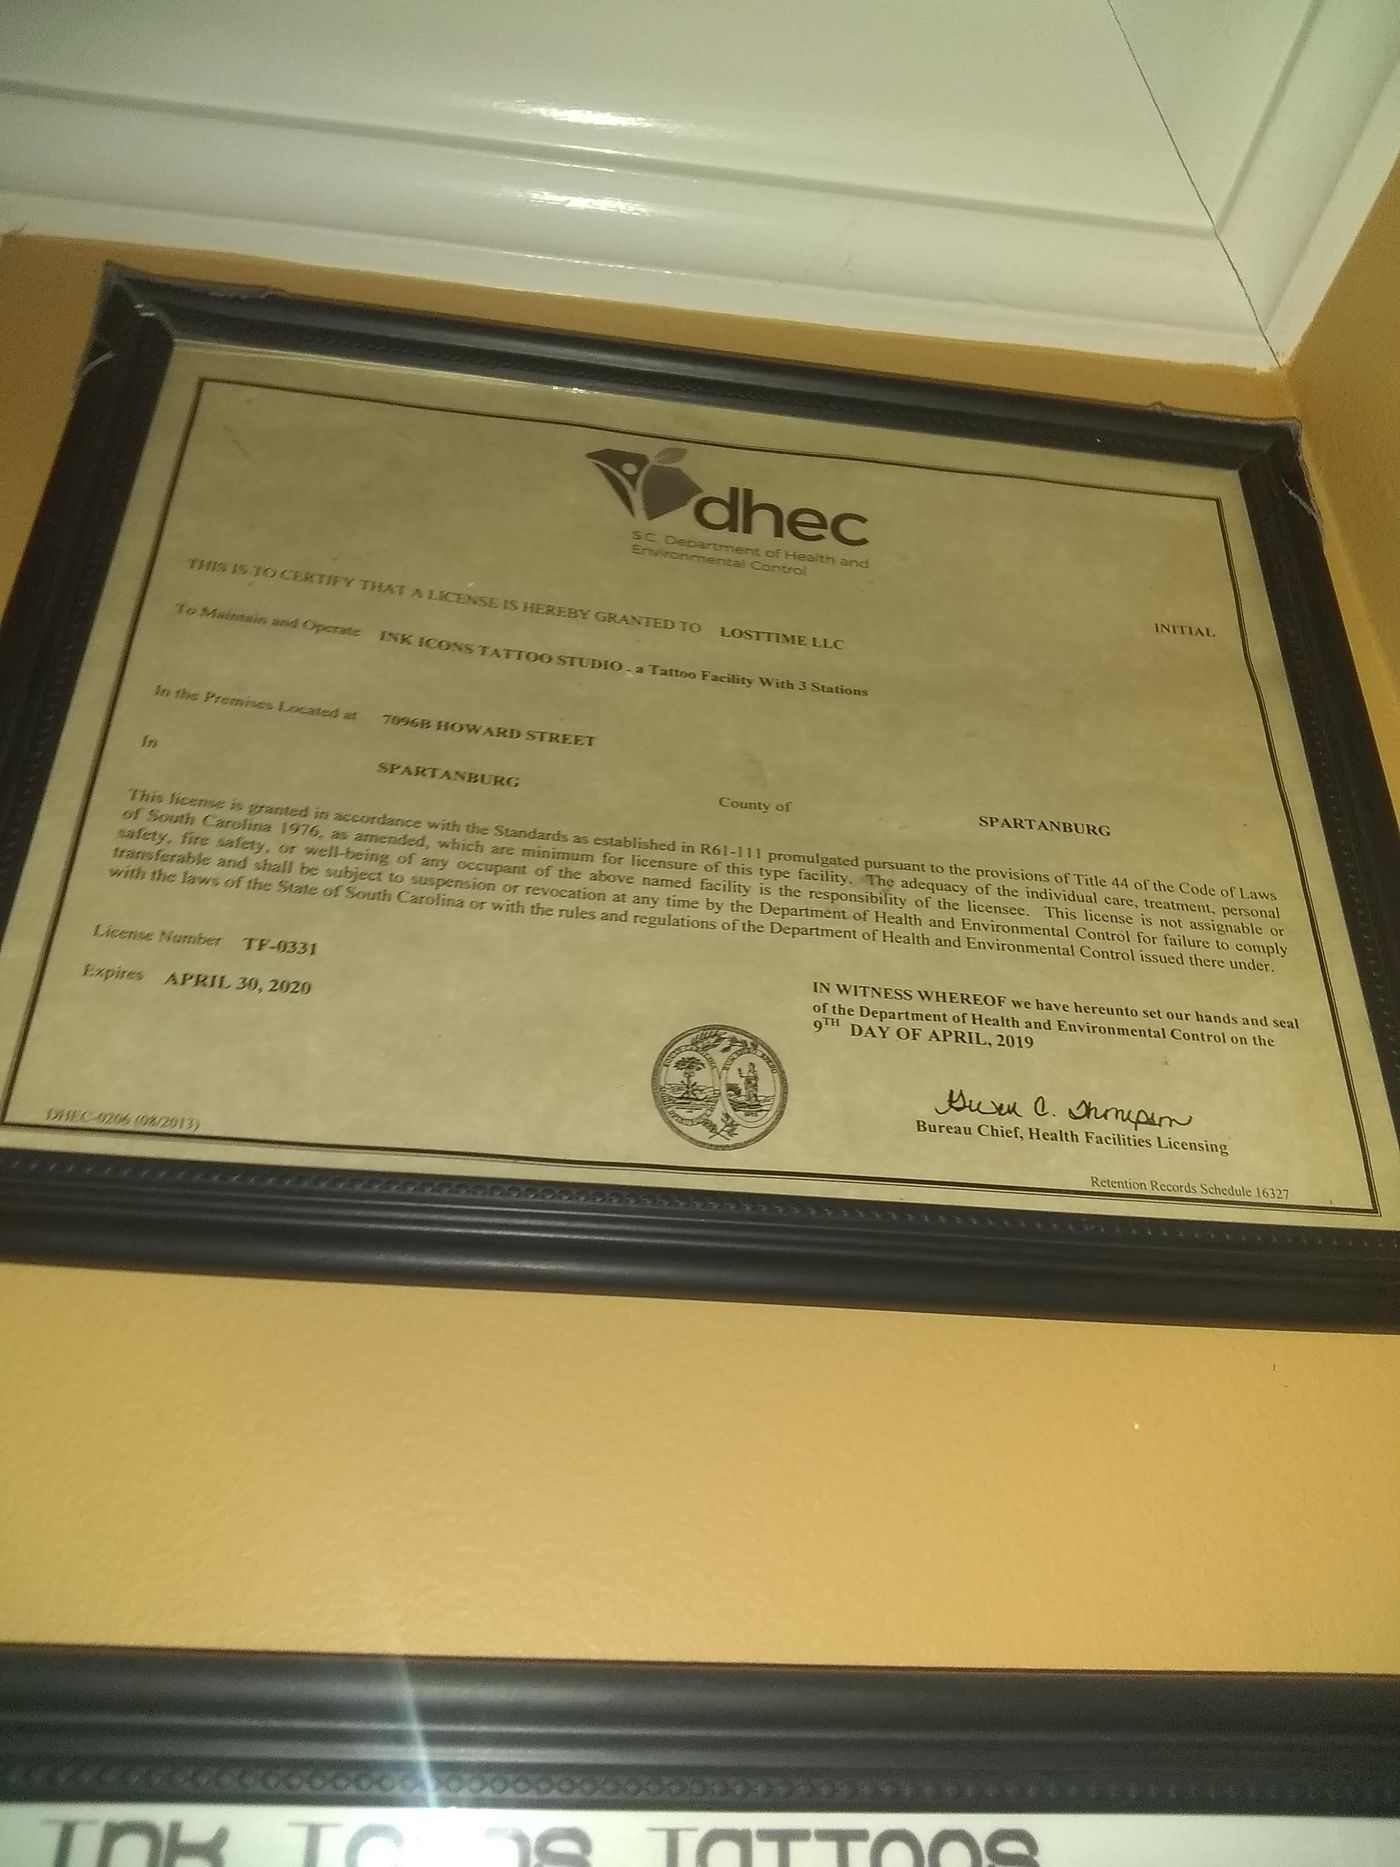 dhec
S.C. Department of Health and
Environmental Control
THIS IS TO CERTIFY THAT A LICENSE IS HEREBY GRANTED TO LOSTTIME LLC INITIAL
To Maintain and Operate INK ICONS TATTOO STUDIO - a Tattoo Facility With 3 Stations
In the Premises Located at 7096B HOWARD STREET
In SPARTANBURG County of SPARTANBURG
This license is granted in accordance with the Standards as established in R61-111 promulgated pursuant to the provisions of Title 44 of the Code of Laws
of South Carolina 1976, as amended, which are minimum for licensure of this type facility. The adequacy of the individual care, treatment, personal
safety, fire safety, or well-being of any occupant of the above named facility is the responsibility of the licensee. This license is not assignable or
transferable and shall be subject to suspension or revocation at any time by the Department of Health and Environmental Control for failure to comply
with the laws of the State of South Carolina or with the rules and regulations of the Department of Health and Environmental Control issued there under.
License Number TF-0331
Expires APRIL 30, 2020
IN WITNESS WHEREOF we have hereunto set our hands and seal
of the Department of Health and Environmental Control on the
9TH DAY OF APRIL, 2019
C. Thompson
Bureau Chief, Health Facilities Licensing
DHEC-0206 (08/2013)
Retention Records Schedule 16327
Ink Icons Tattoos